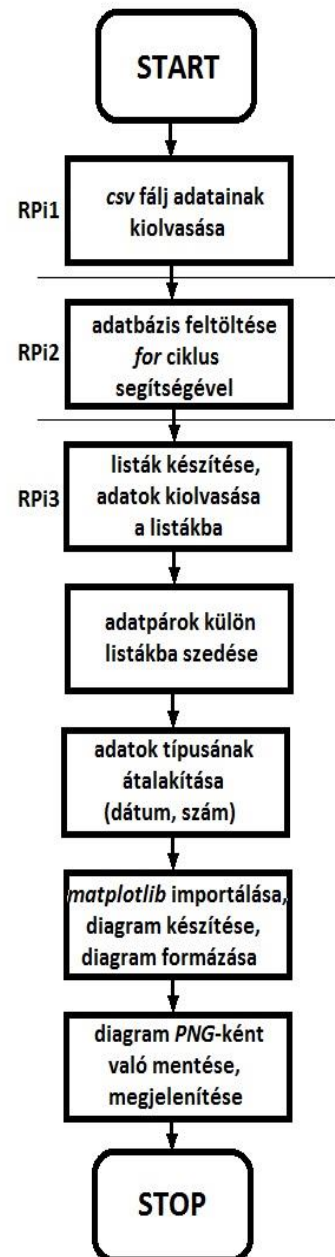 START
RPi1
csv fálj adatainak
kiolvasása
RPi2
adatbázis feltöltése
for ciklus
segítségével
RPi3
listák készítése,
adatok kiolvasása
a listákba
adatpárok külön
listákba szedése
adatok típusának
átalakítása
(dátum, szám)
matplotlib importálása,
diagram készítése,
diagram formázása
diagram PNG-ként
való mentése,
megjelenítése
STOP